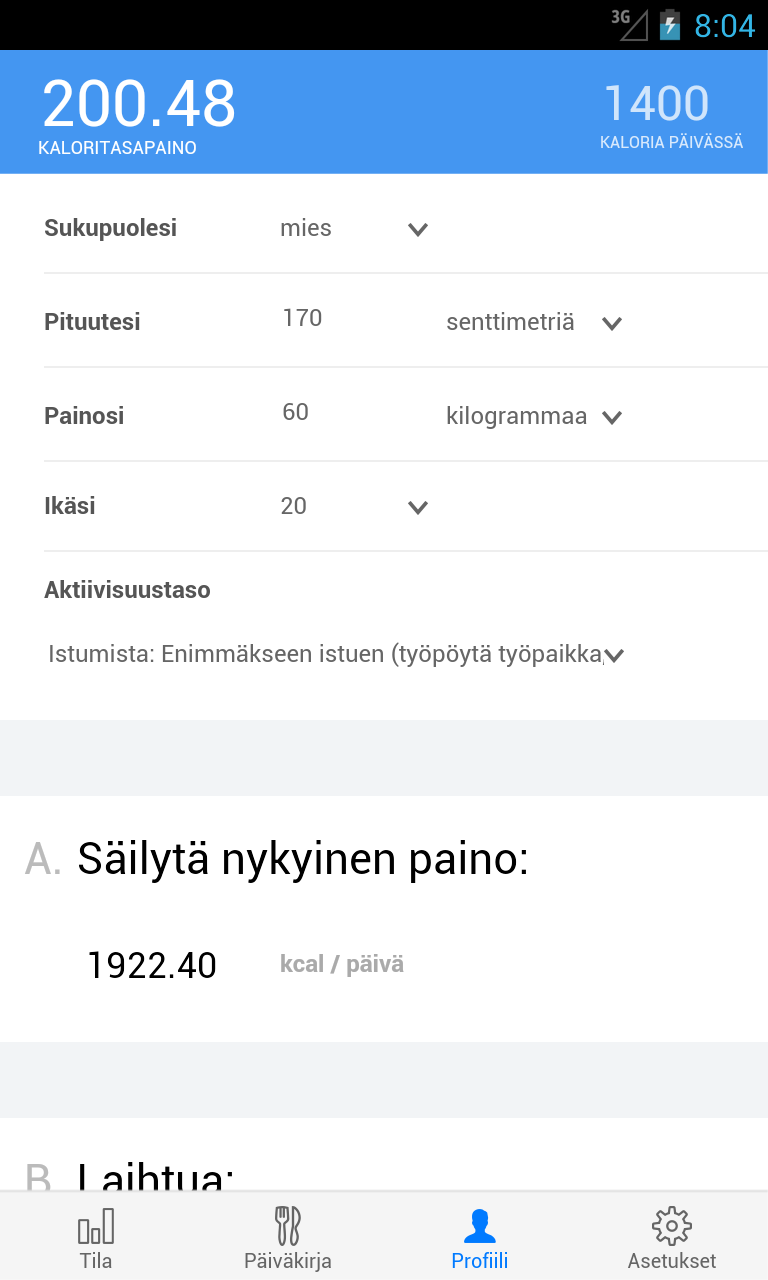 3G 8:04
200.48 1400
KALORITASAPAINO KALORIA PÄIVÄSSÄ
Sukupuolesi mies
Pituutesi 170 senttimetriä
Painosi 60 kilogrammaa
Ikäsi 20
Aktiivisuustaso
Istumista: Enimmäkseen istuen (työpöytä työpaikka,
A. Säilytä nykyinen paino:
1922.40 kcal / päivä
B. Laihtua:
Tila Päiväkirja Profiili Asetukset